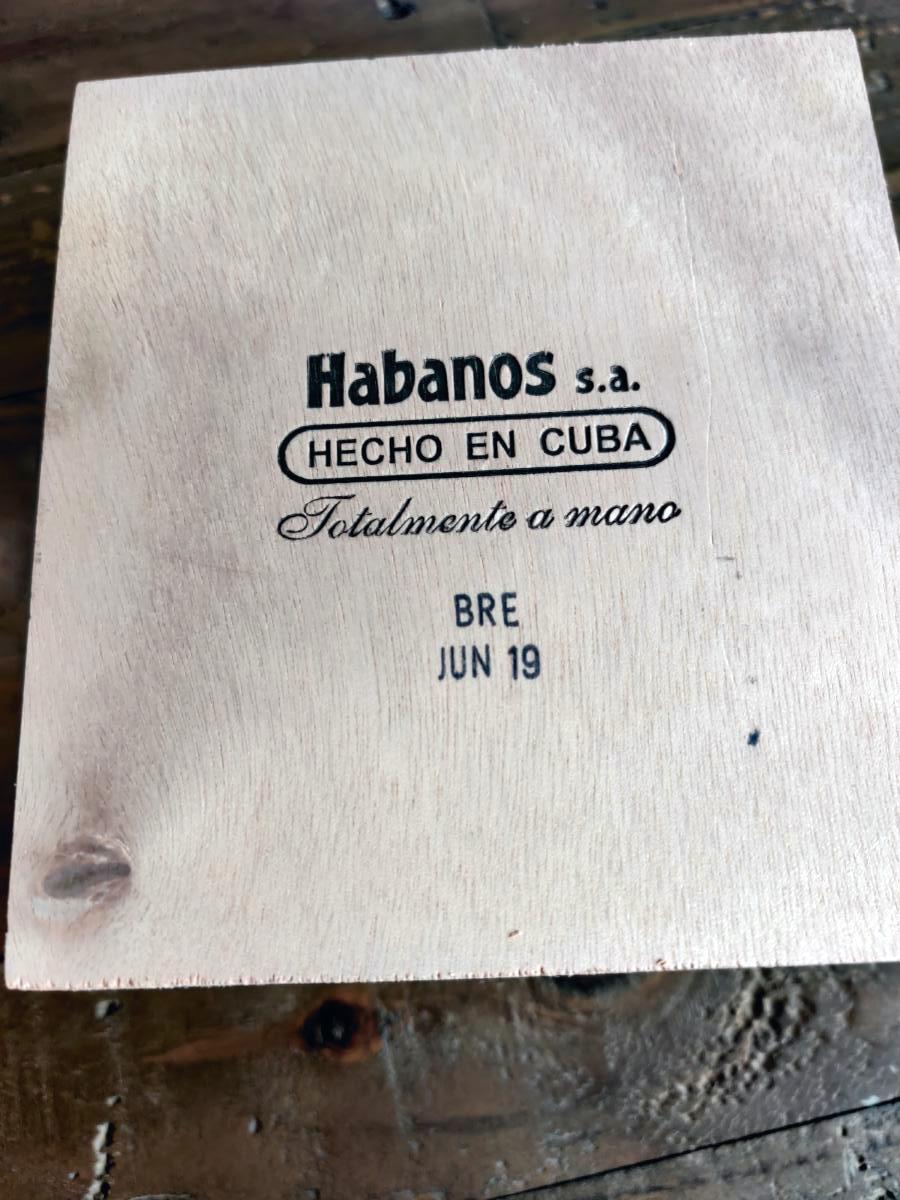 Habanos s.a.
HECHO EN CUBA
Totalmente a mano
BRE
JUN 19